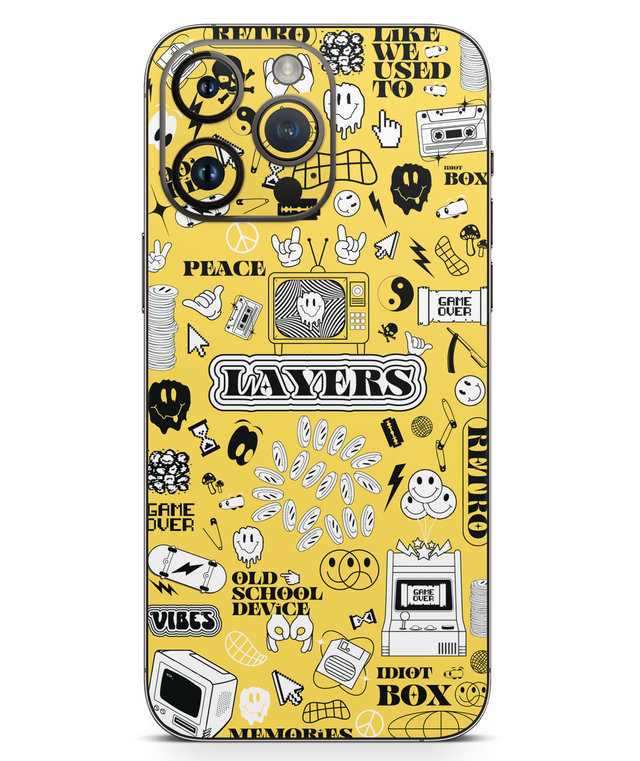 RETRO
LIKE
WE
USED
TO
IDIOT
BOX
PEACE
GAME
OVER
LAYERS
RETRO
GAME
OVER
GAME
OVER
OLD
SCHOOL
DEViCE
VIBES
IDIOT
BOX
MEMORiES